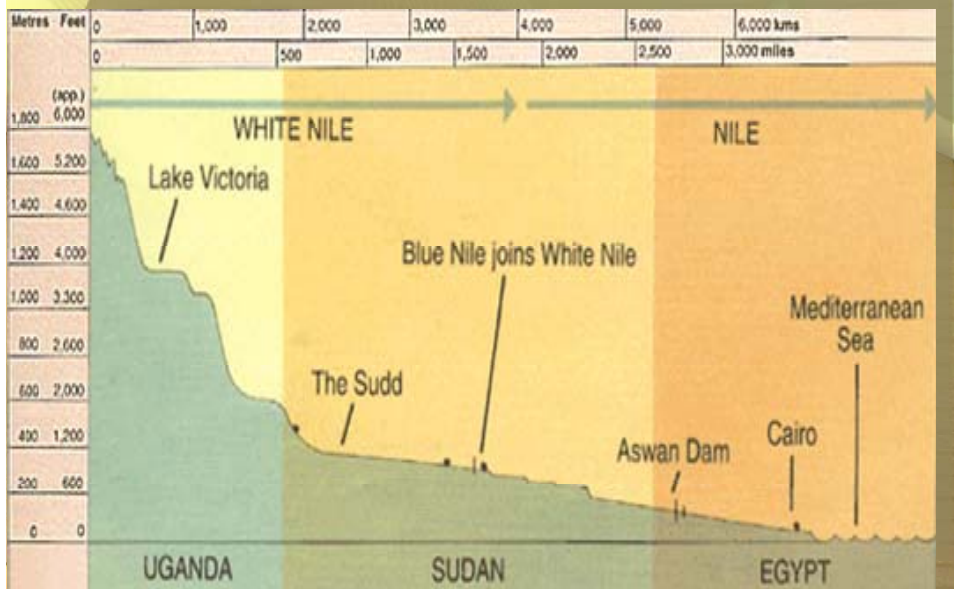 Metres Feet
0 1,000 2,000 3,000 4,000 5,000 6,000 kms
0 500 1,000 1,500 2,000 2,500 3,000 miles
(app.)
1,800 6,000
WHITE NILE
NILE
1,600 5,200
Lake Victoria
1,400 4,600
1,200 4,000
Blue Nile joins White Nile
1,000 3,300
Mediterranean
Sea
800 2,600
The Sudd
600 2,000
400 1,200
Aswan Dam
Cairo
200 600
0 0
UGANDA
SUDAN
EGYPT